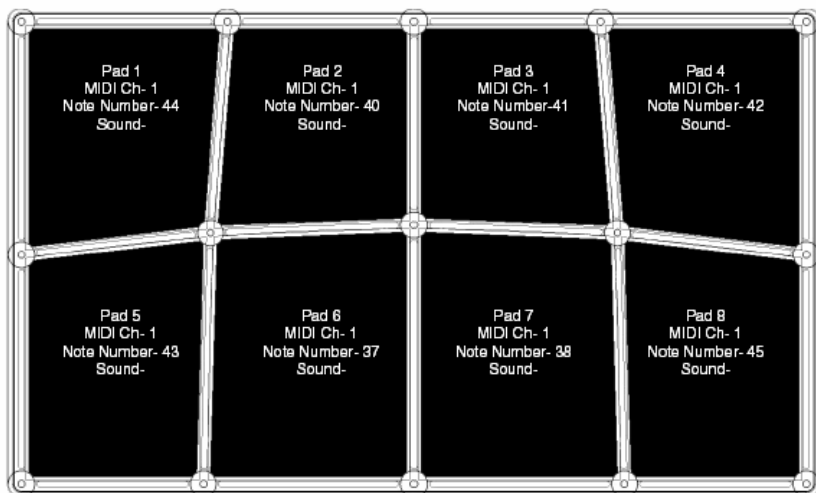 Pad 1
MIDI Ch- 1
Note Number- 44
Sound-
Pad 2
MIDI Ch- 1
Note Number- 40
Sound-
Pad 3
MIDI Ch- 1
Note Number-41
Sound-
Pad 4
MIDI Ch- 1
Note Number- 42
Sound-
Pad 5
MIDI Ch- 1
Note Number- 43
Sound-
Pad 6
MIDI Ch- 1
Note Number- 37
Sound-
Pad 7
MIDI Ch- 1
Note Number- 38
Sound-
Pad 8
MIDI Ch- 1
Note Number- 45
Sound-